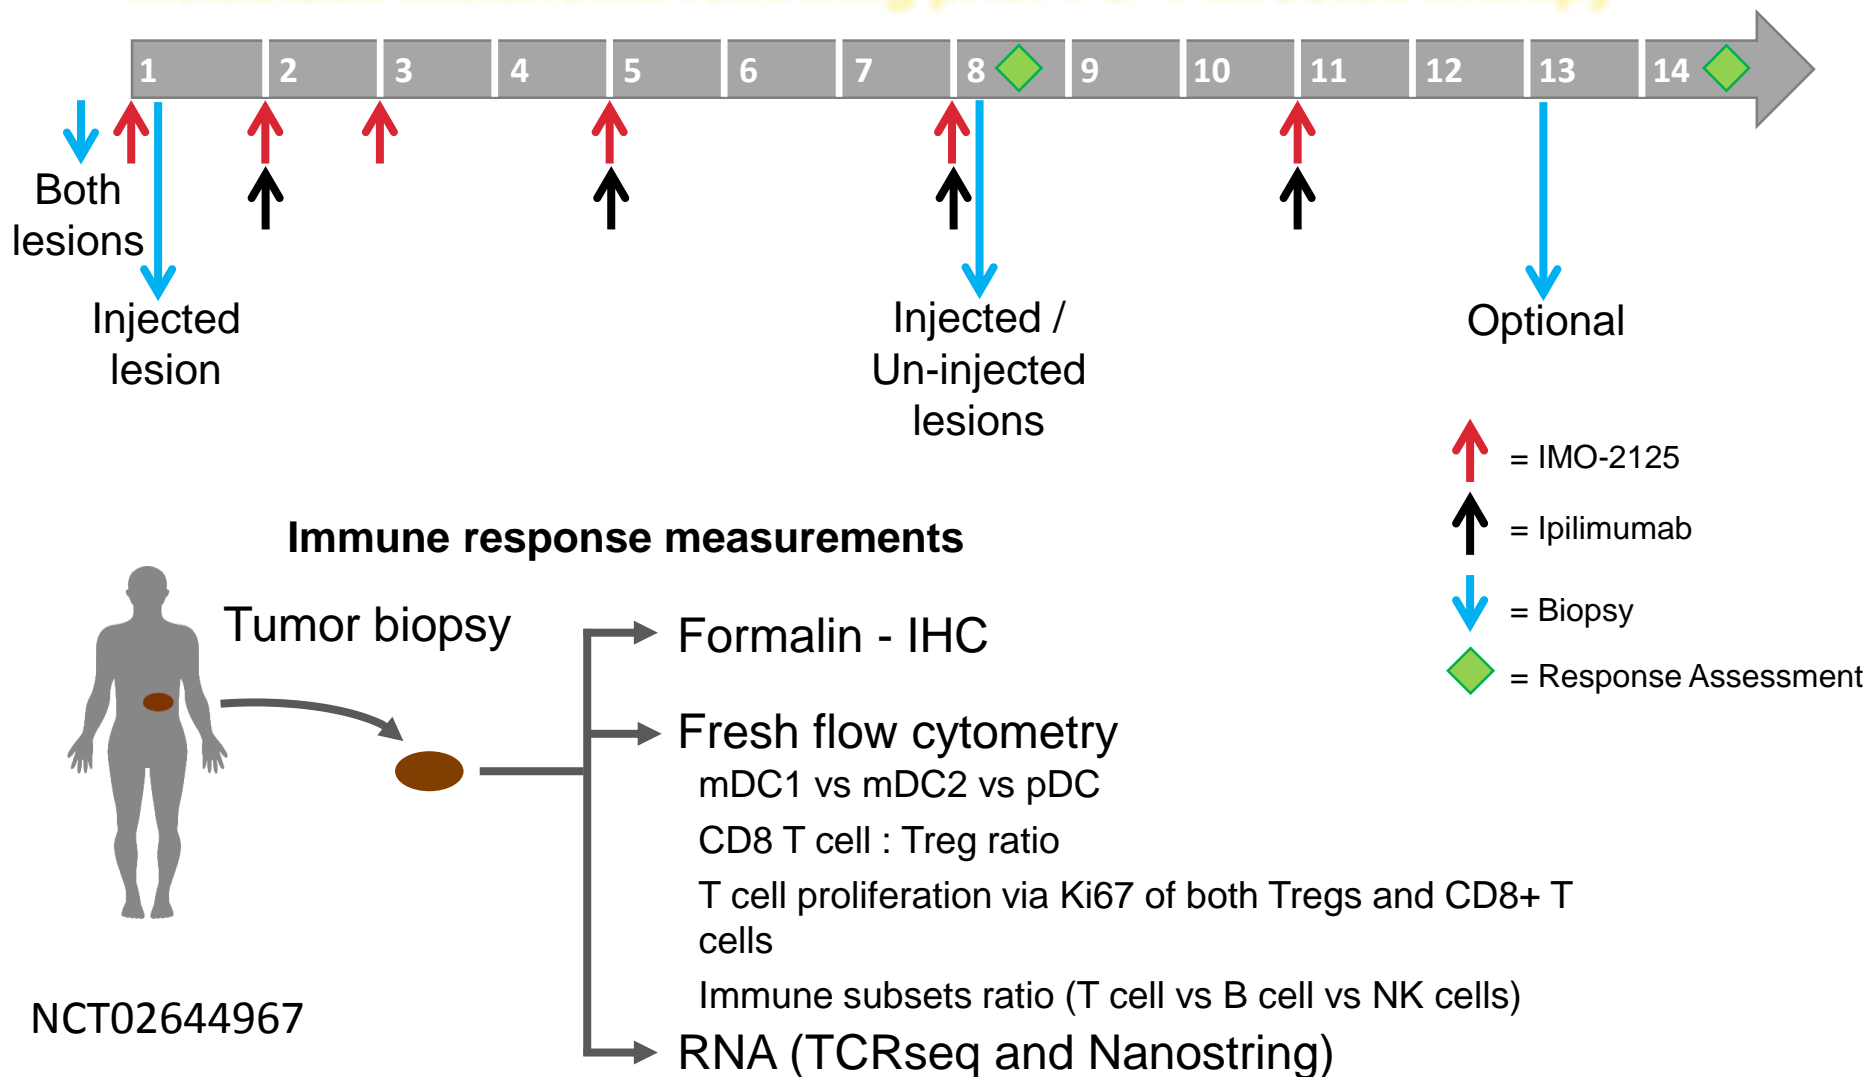 1 2 3 4 5 6 7 8 9 10 11 12 13 14
Both
lesions
Injected
lesion
Injected /
Un-injected
lesions
Optional
= IMO-2125
= Ipilimumab
= Biopsy
= Response Assessment
Immune response measurements
Tumor biopsy
Formalin - IHC
Fresh flow cytometry
mDC1 vs mDC2 vs pDC
CD8 T cell : Treg ratio
T cell proliferation via Ki67 of both Tregs and CD8+ T
cells
Immune subsets ratio (T cell vs B cell vs NK cells)
RNA (TCRseq and Nanostring)
NCT02644967